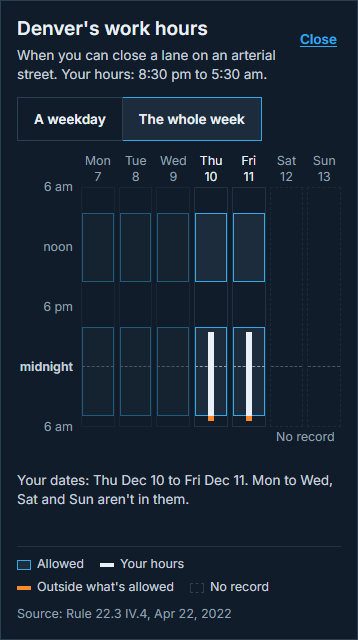 Denver's work hours
Close
When you can close a lane on an arterial
street. Your hours: 8:30 pm to 5:30 am.
A weekday
The whole week
Mon Tue Wed Thu Fri Sat Sun
7 8 9 10 11 12 13
6 am
noon
6 pm
midnight
6 am
No record
Your dates: Thu Dec 10 to Fri Dec 11. Mon to Wed,
Sat and Sun aren't in them.
Allowed Your hours
Outside what's allowed No record
Source: Rule 22.3 IV.4, Apr 22, 2022